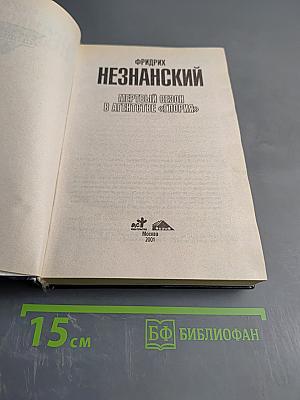 ФРИДРИХ
НЕЗНАНСКИЙ
МЕРТВЫЙ СЕЗОН
В АГЕНТСТВЕ «ГЛОРИЯ»
Москва
2001
15 см
БФ БИБЛИОФАН